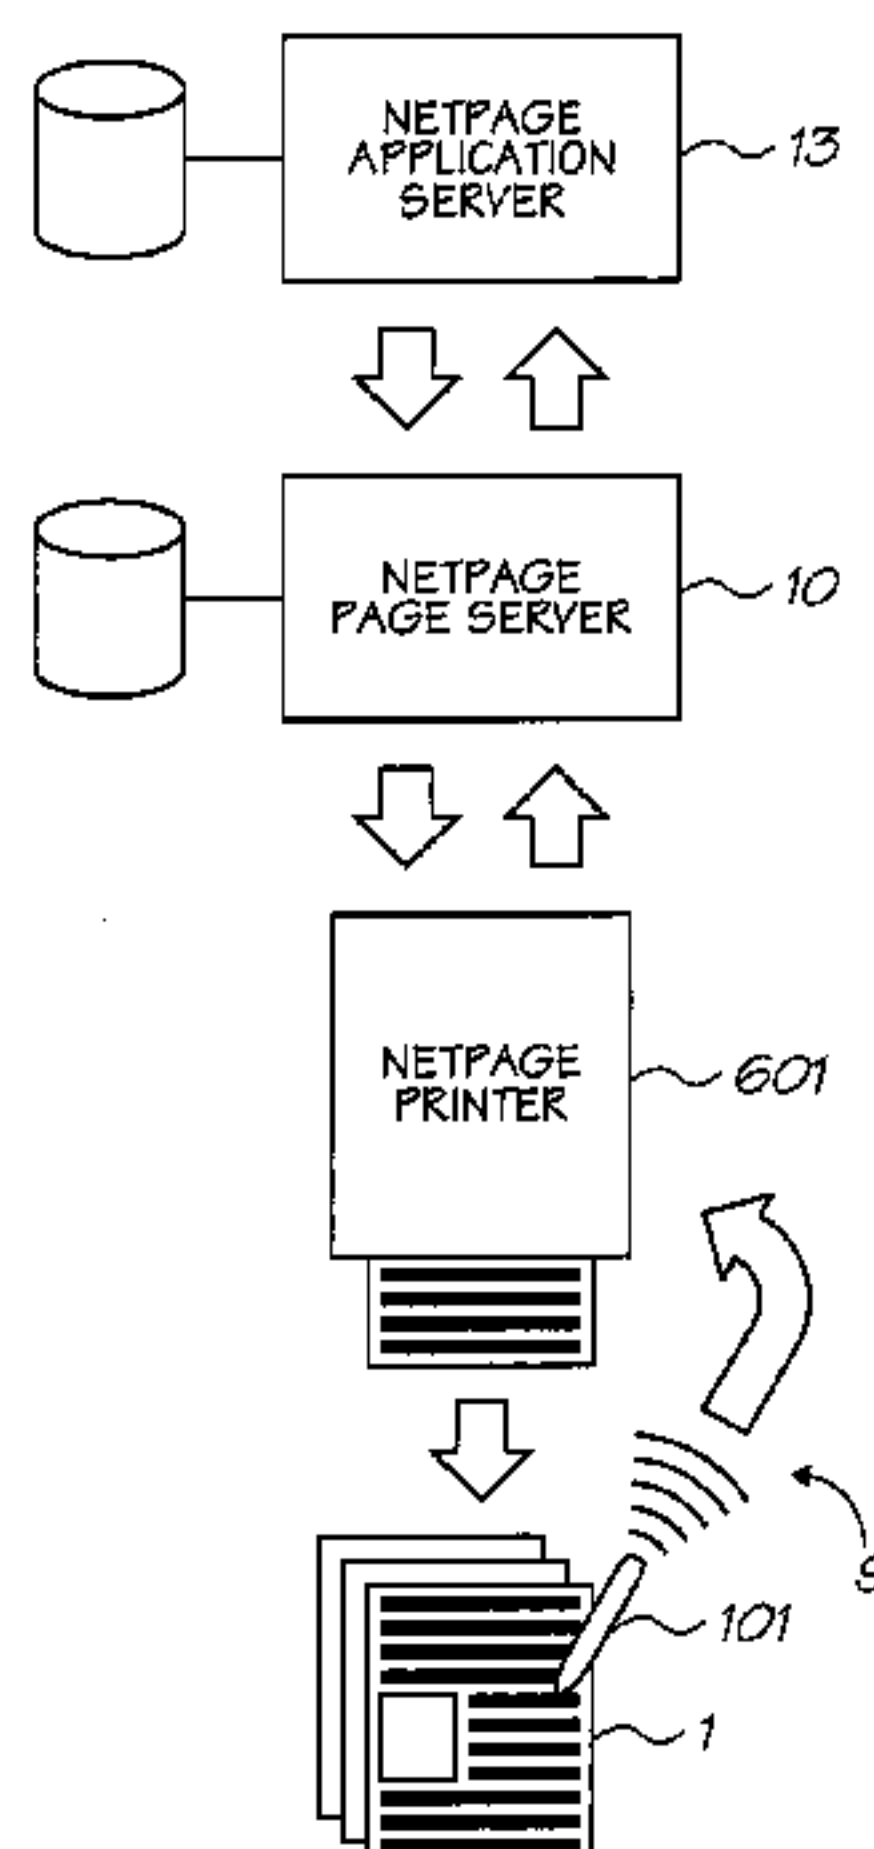 NETPAGE
APPLICATION
SERVER
13
NETPAGE
PAGE SERVER
10
NETPAGE
PRINTER
601
101
1